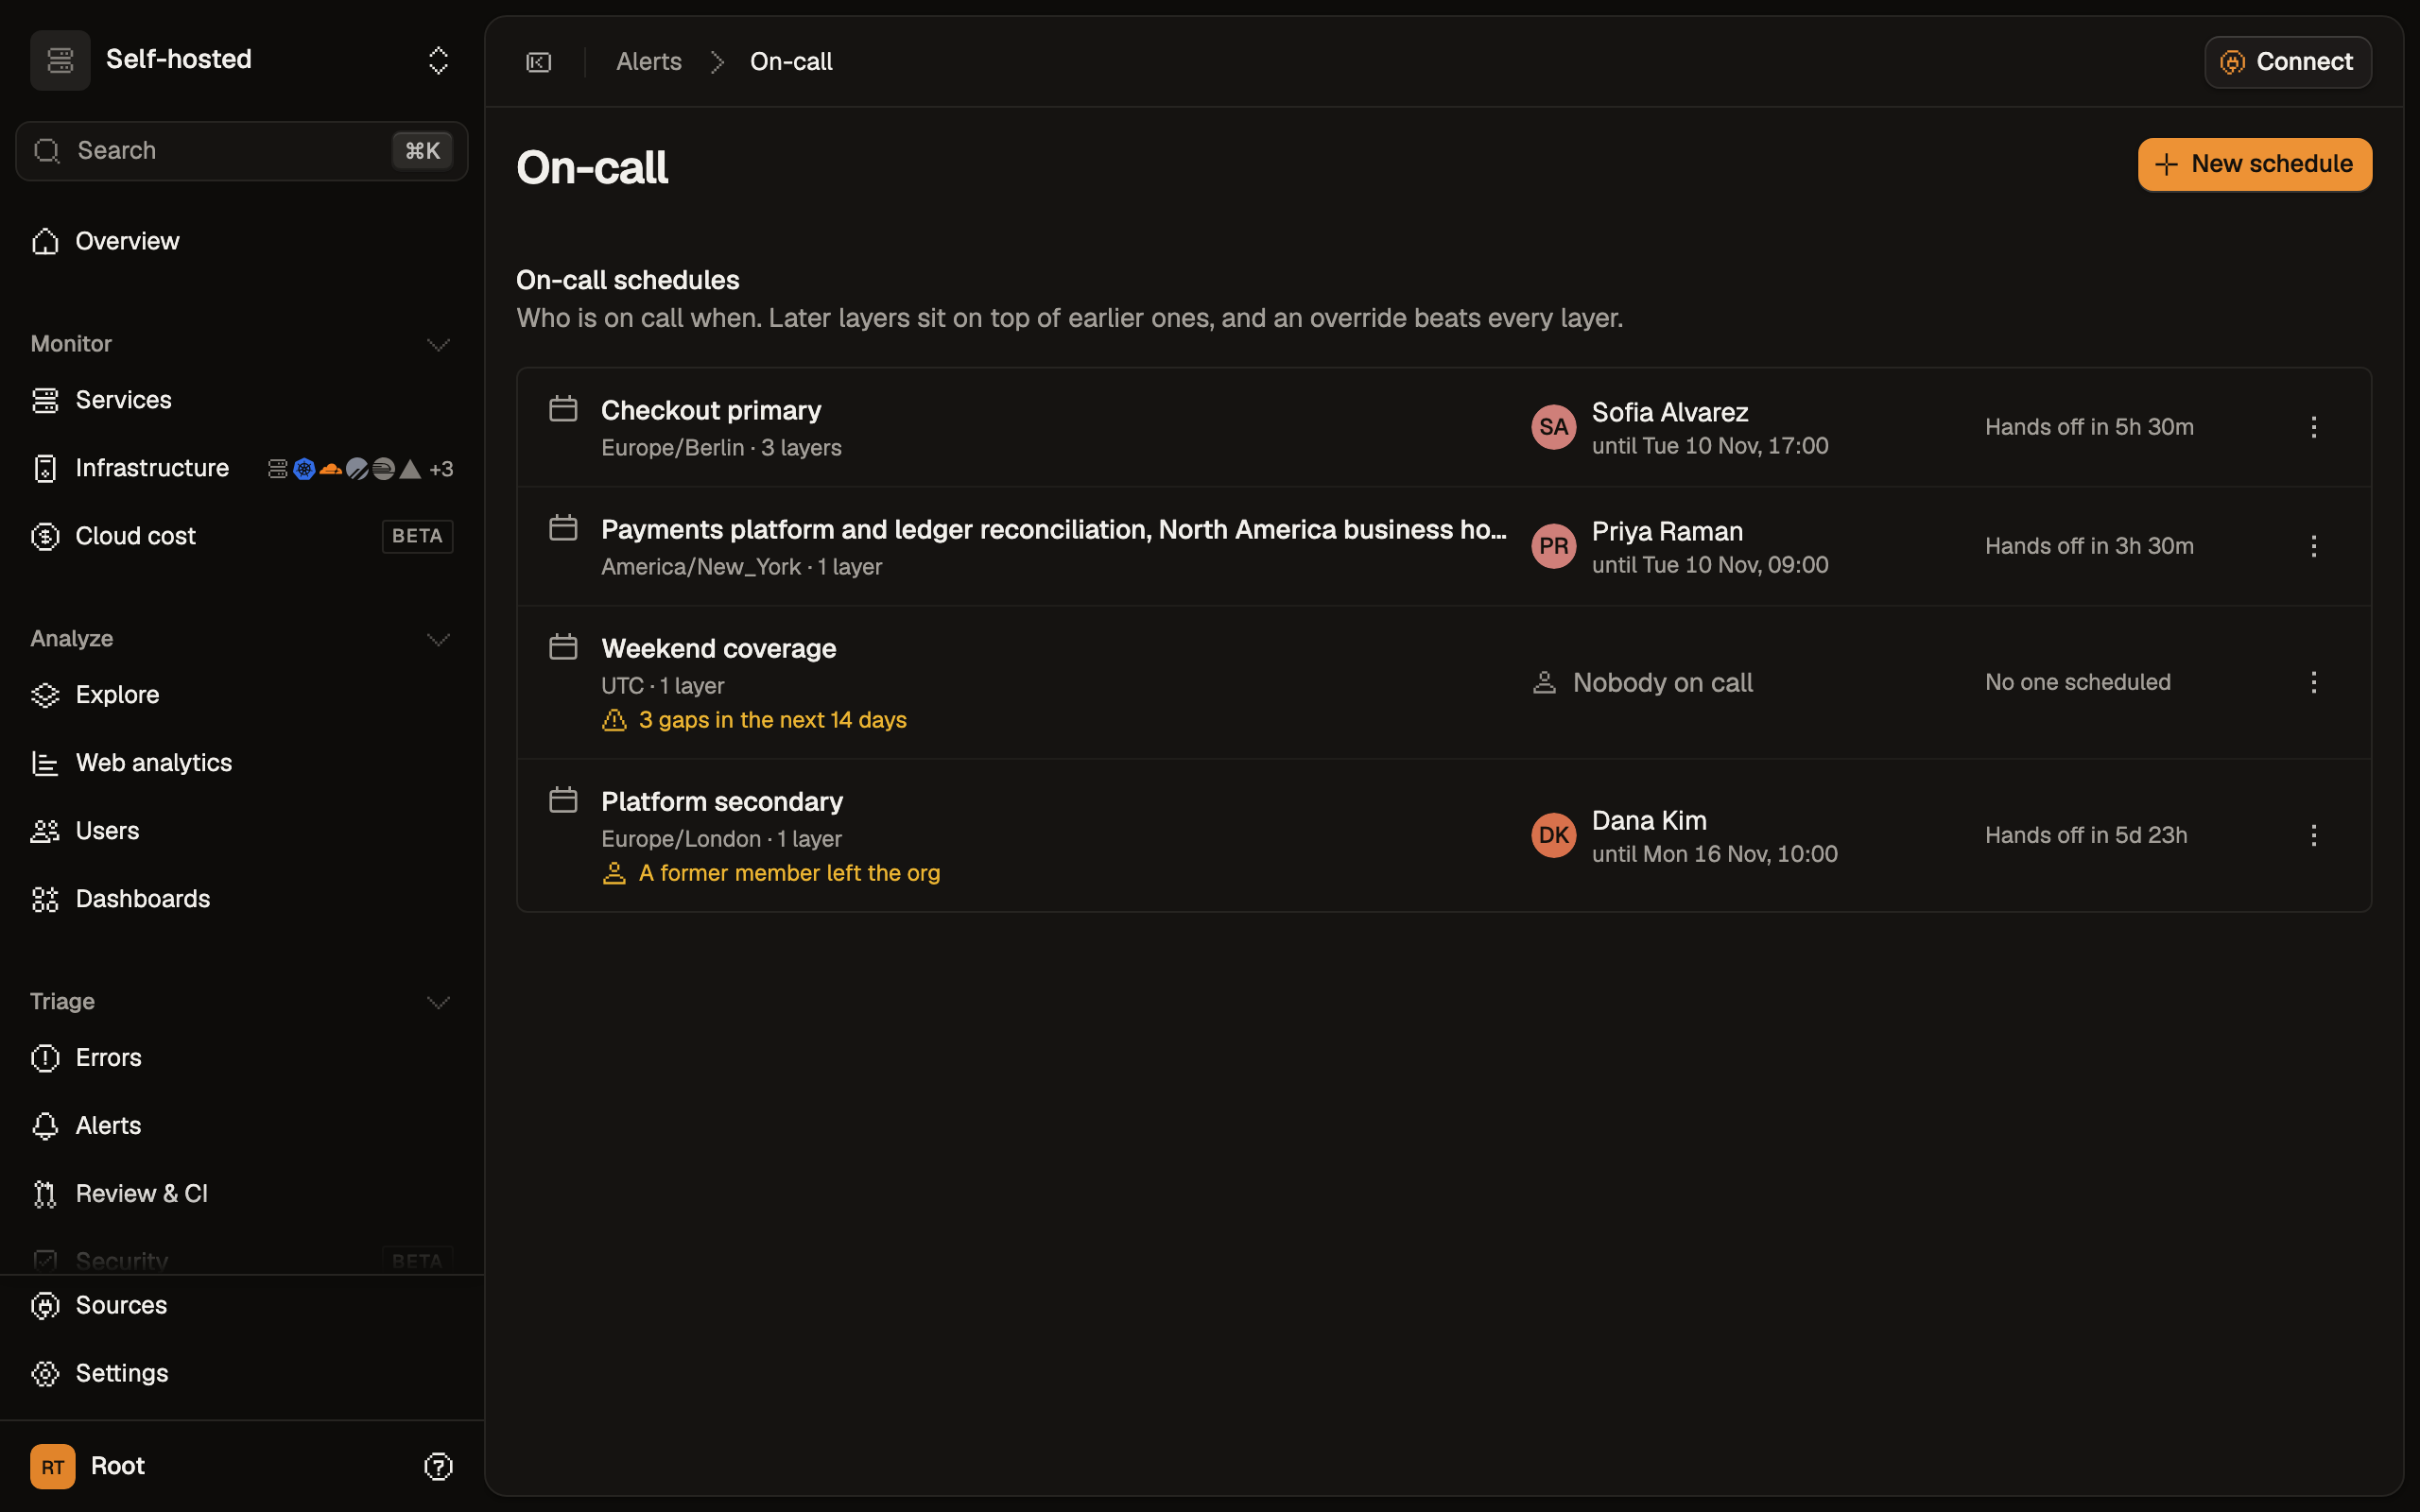 Self-hosted
Search ⌘K
Overview
Monitor
Services
Infrastructure +3
Cloud cost BETA
Analyze
Explore
Web analytics
Users
Dashboards
Triage
Errors
Alerts
Review & CI
Security BETA
Sources
Settings
RT Root
Alerts On-call
Connect
On-call
New schedule
On-call schedules
Who is on call when. Later layers sit on top of earlier ones, and an override beats every layer.
Checkout primary
Europe/Berlin · 3 layers
SA
Sofia Alvarez
until Tue 10 Nov, 17:00
Hands off in 5h 30m
Payments platform and ledger reconciliation, North America business ho...
America/New_York · 1 layer
PR
Priya Raman
until Tue 10 Nov, 09:00
Hands off in 3h 30m
Weekend coverage
UTC · 1 layer
3 gaps in the next 14 days
Nobody on call
No one scheduled
Platform secondary
Europe/London · 1 layer
A former member left the org
DK
Dana Kim
until Mon 16 Nov, 10:00
Hands off in 5d 23h